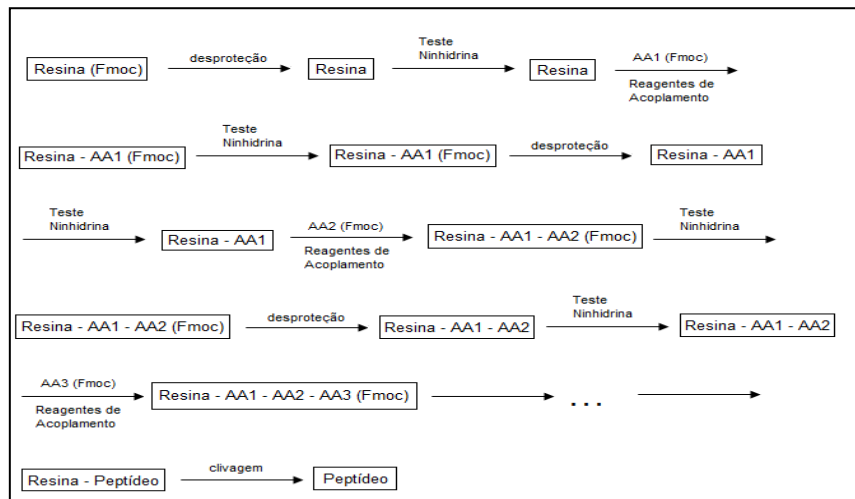 Resina (Fmoc) desproteção Resina Teste Ninhidrina Resina AA1 (Fmoc) Reagentes de Acoplamento
Resina - AA1 (Fmoc) Teste Ninhidrina Resina - AA1 (Fmoc) desproteção Resina - AA1
Teste Ninhidrina Resina - AA1 AA2 (Fmoc) Reagentes de Acoplamento Resina - AA1 - AA2 (Fmoc) Teste Ninhidrina
Resina - AA1 - AA2 (Fmoc) desproteção Resina - AA1 - AA2 Teste Ninhidrina Resina - AA1 - AA2
AA3 (Fmoc) Reagentes de Acoplamento Resina - AA1 - AA2 - AA3 (Fmoc) ...
Resina - Peptídeo clivagem Peptídeo